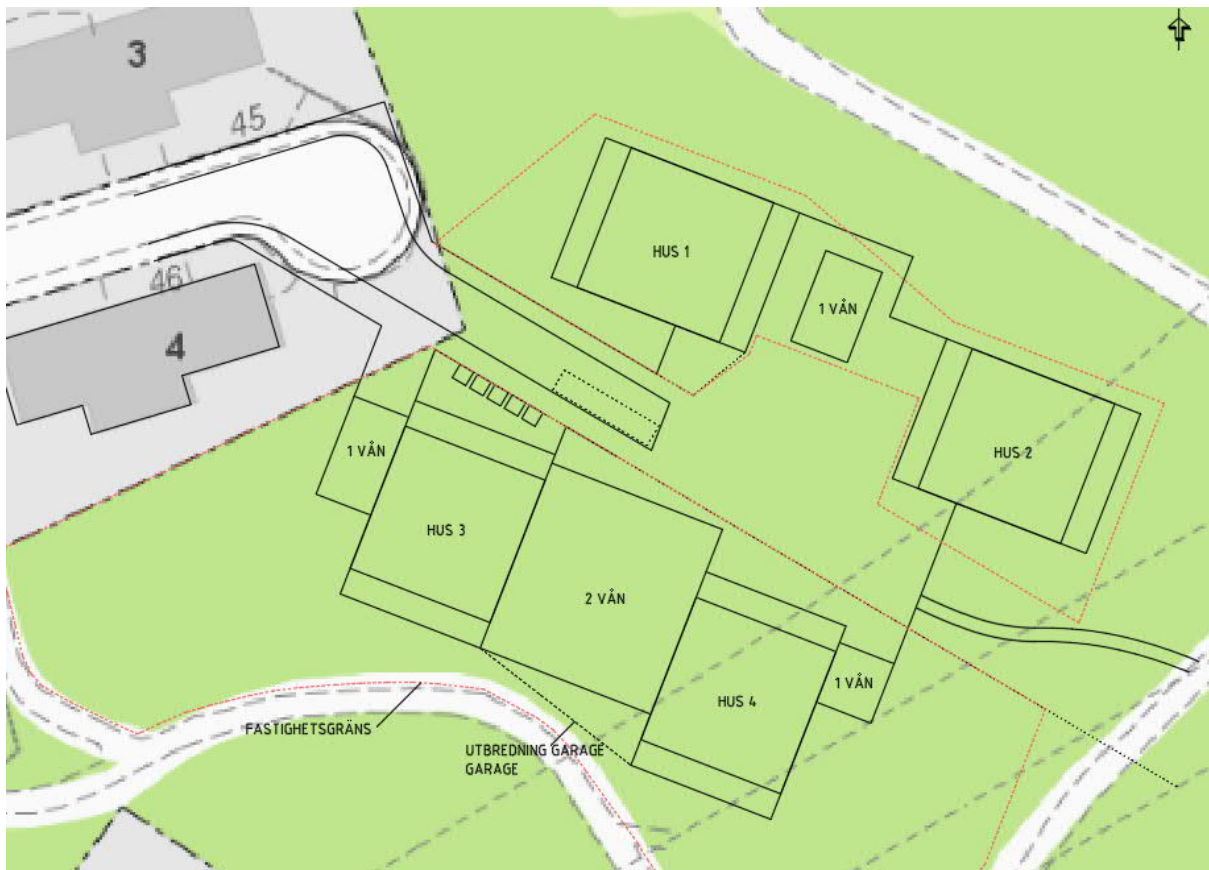 3
45
HUS 1
46
1 VÅN
4
1 VÅN
HUS 2
HUS 3
2 VÅN
1 VÅN
HUS 4
FASTIGHETSGRÄNS
UTBREDNING GARAGE
GARAGE